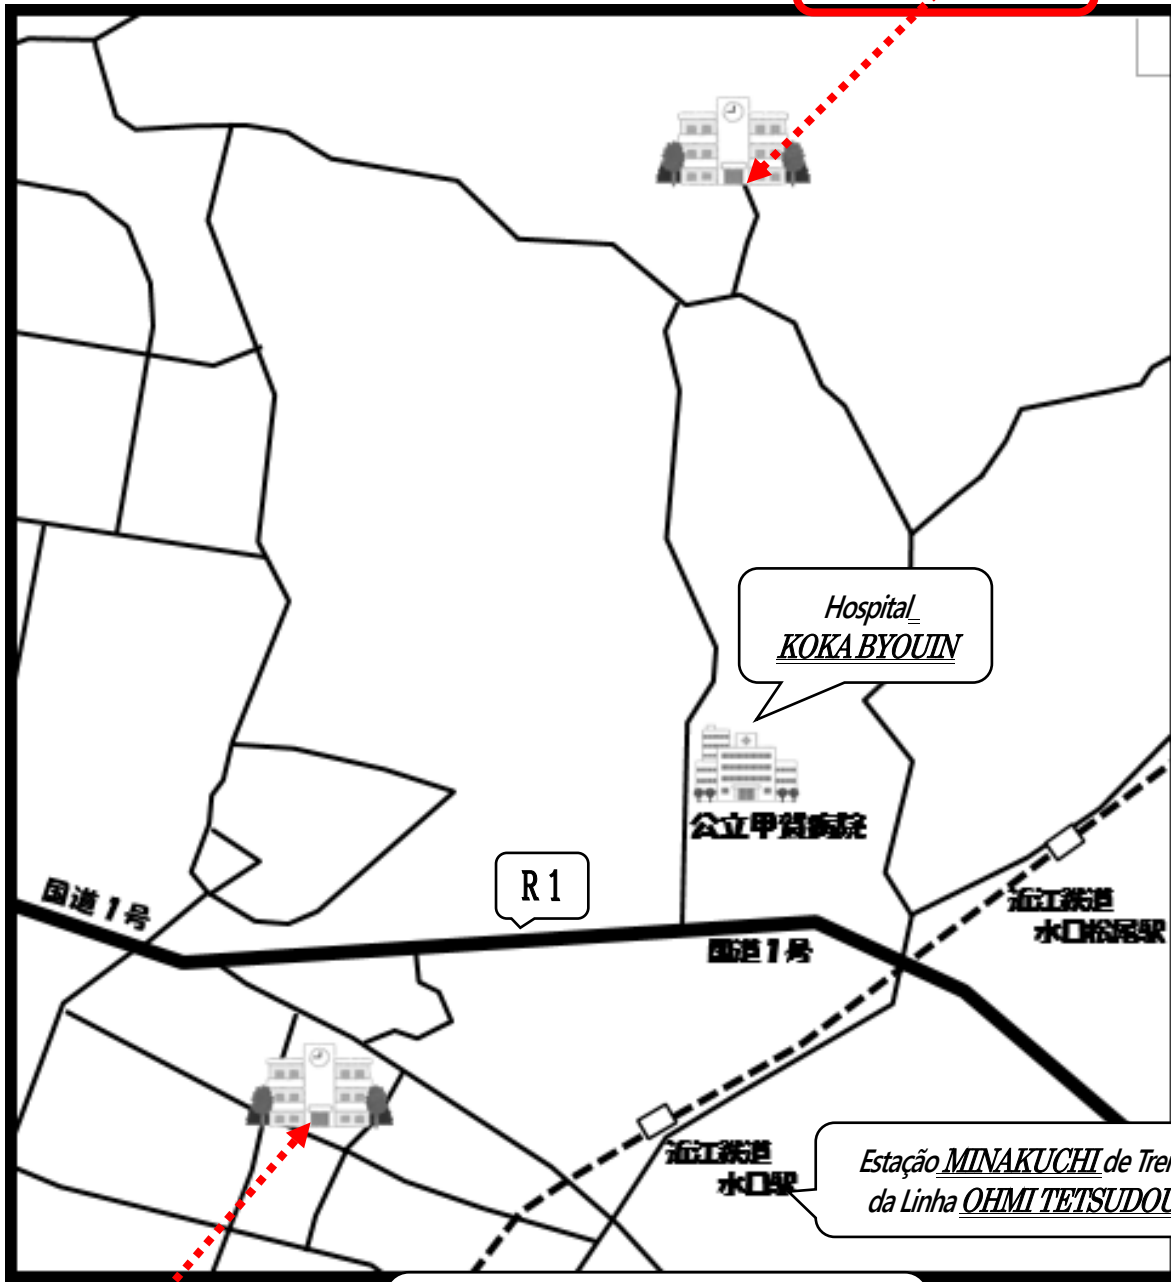 Hospital
KOKA BYOUIN
公立甲賀病院
R 1
国道1号
国道1号
近江鉄道
水口松尾駅
近江鉄道
水口駅
Estação MINAKUCHI de Trem
da Linha OHMI TETSUDOU